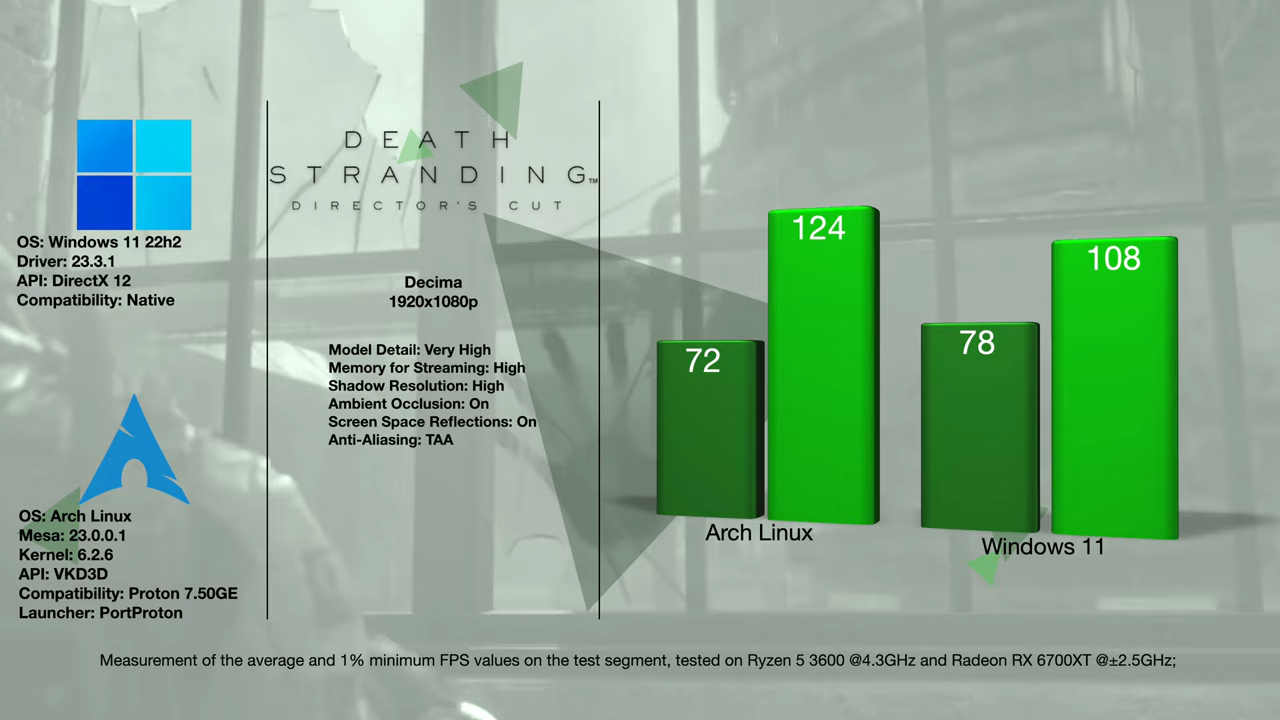 OS: Windows 11 22h2
Driver: 23.3.1
API: DirectX 12
Compatibility: Native
OS: Arch Linux
Mesa: 23.0.0.1
Kernel: 6.2.6
API: VKD3D
Compatibility: Proton 7.50GE
Launcher: PortProton
DEATH
STRANDING™
DIRECTOR'S CUT
Decima
1920x1080p
Model Detail: Very High
Memory for Streaming: High
Shadow Resolution: High
Ambient Occlusion: On
Screen Space Reflections: On
Anti-Aliasing: TAA
72
124
78
108
Arch Linux
Windows 11
Measurement of the average and 1% minimum FPS values on the test segment, tested on Ryzen 5 3600 @4.3GHz and Radeon RX 6700XT @±2.5GHz;